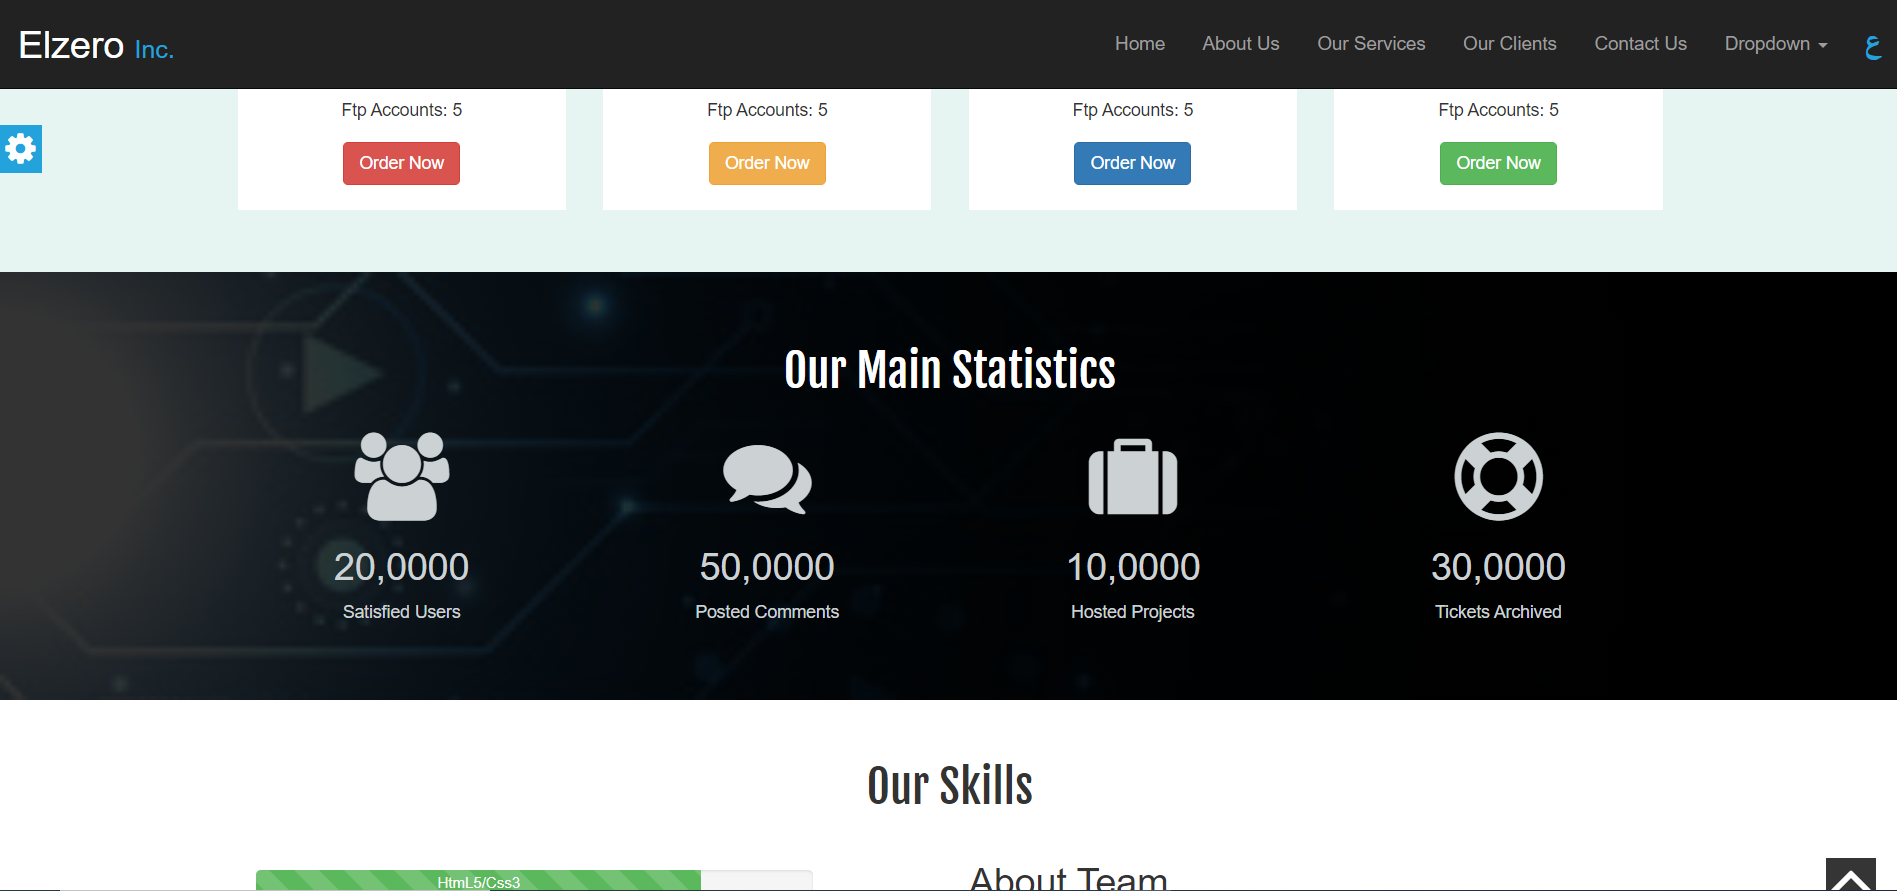 Elzero Inc.
Home About Us Our Services Our Clients Contact Us Dropdown ع
Ftp Accounts: 5 Ftp Accounts: 5 Ftp Accounts: 5 Ftp Accounts: 5
Order Now Order Now Order Now Order Now
Our Main Statistics
20,0000 50,0000 10,0000 30,0000
Satisfied Users Posted Comments Hosted Projects Tickets Archived
Our Skills
HtmL5/Css3
About Team